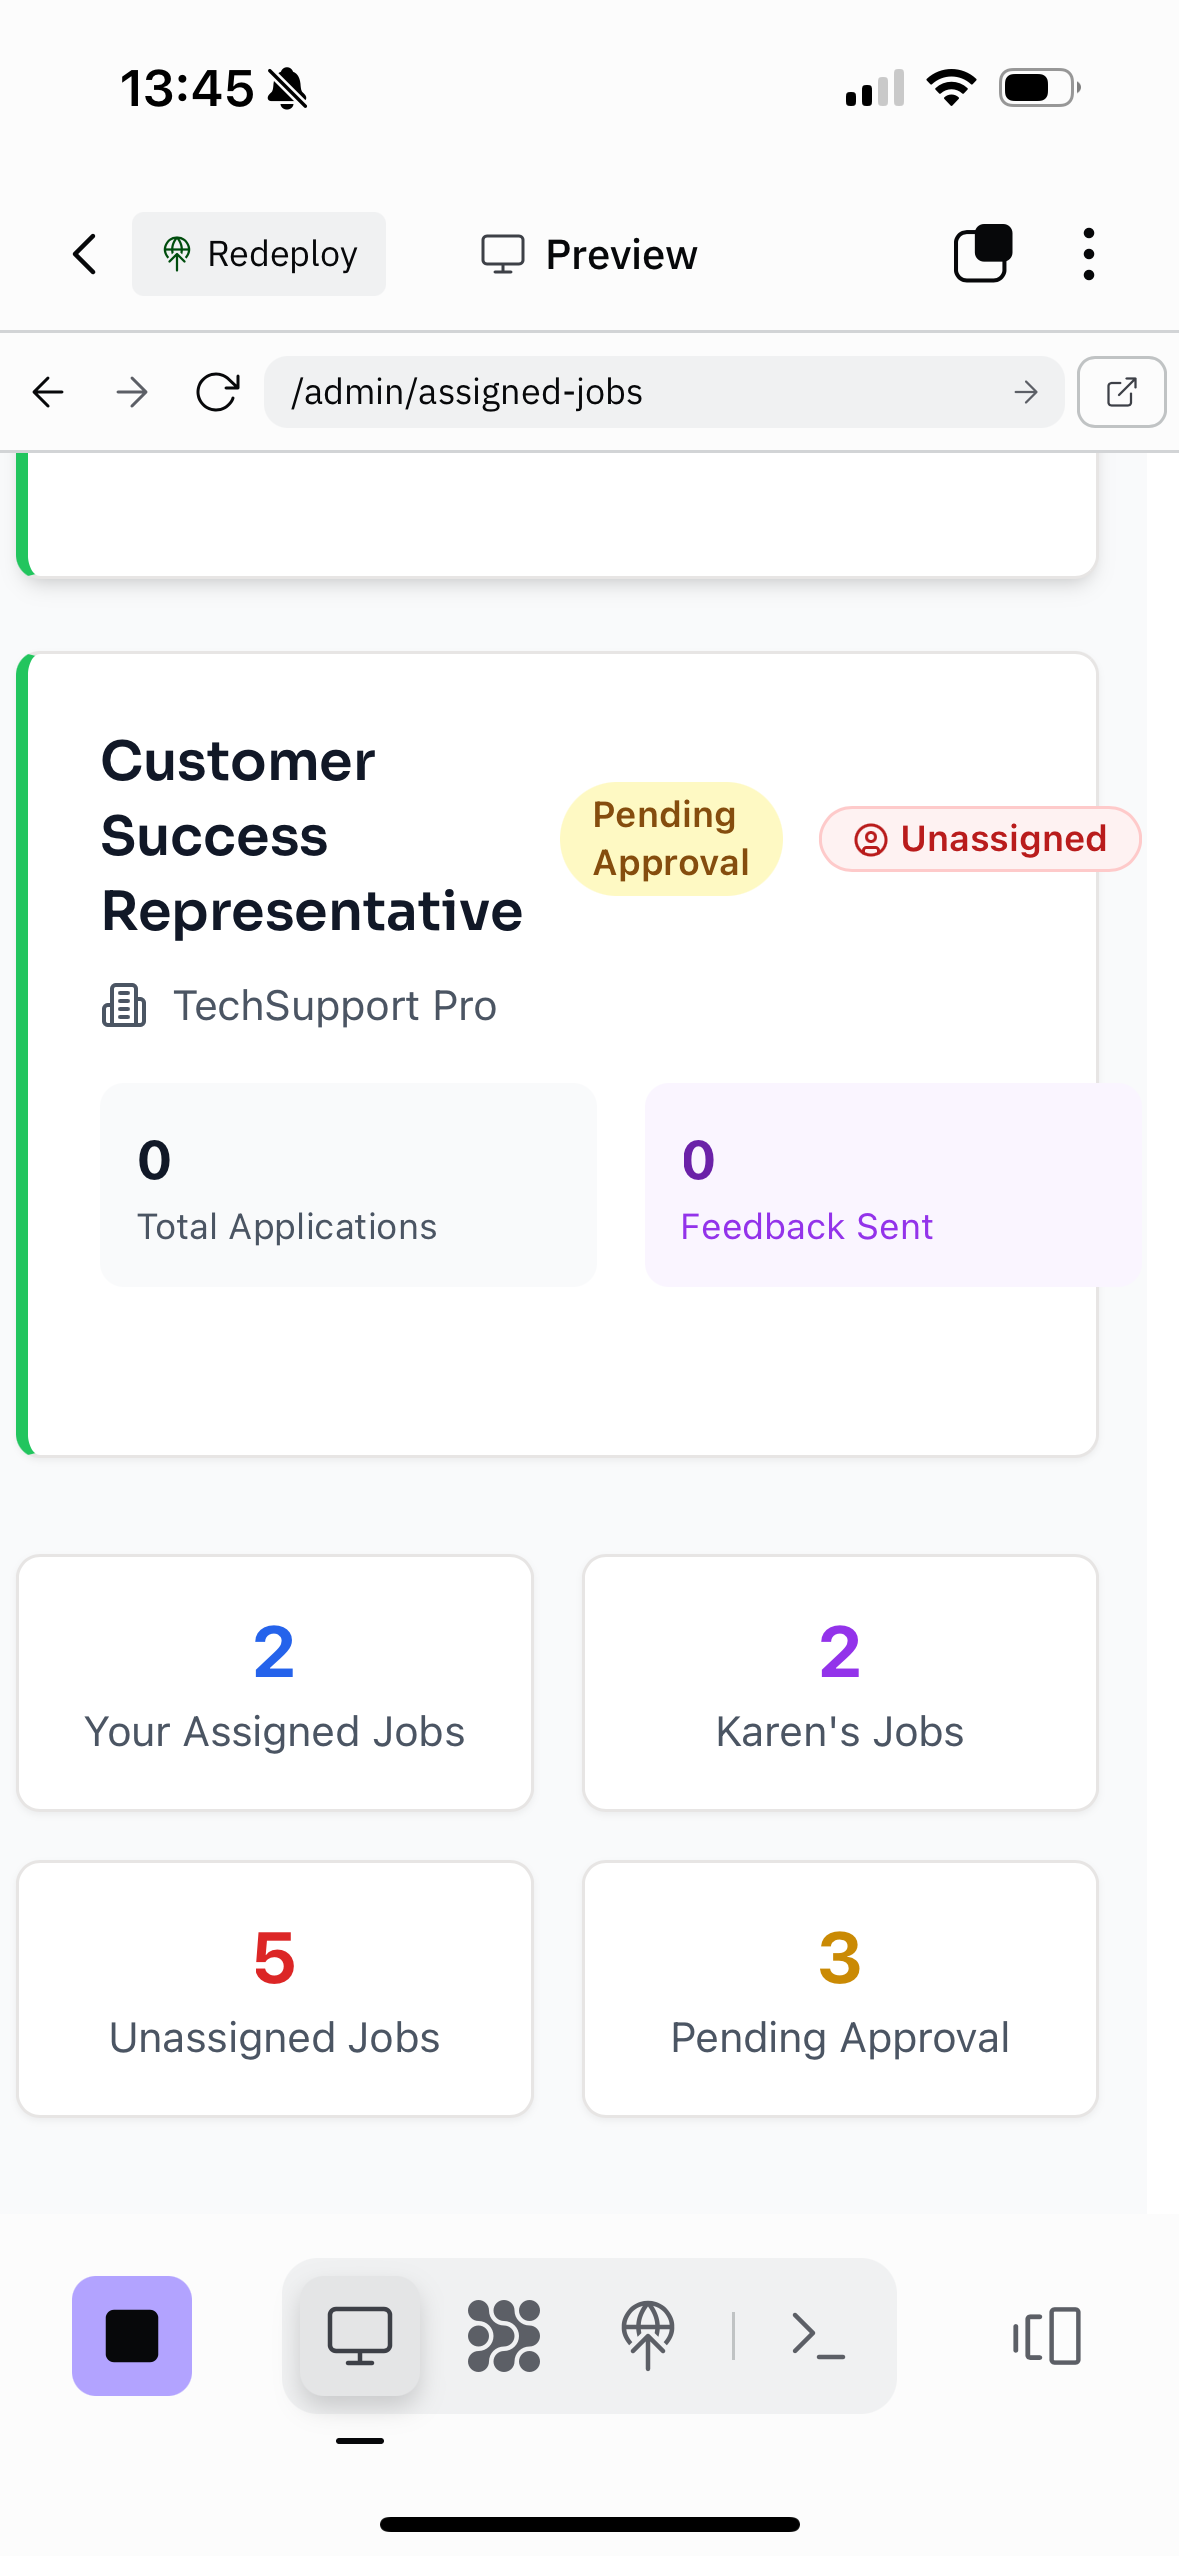 13:45
Redeploy
Preview
/admin/assigned-jobs
Customer
Success
Representative
Pending
Approval
Unassigned
TechSupport Pro
0
Total Applications
0
Feedback Sent
2
Your Assigned Jobs
2
Karen's Jobs
5
Unassigned Jobs
3
Pending Approval